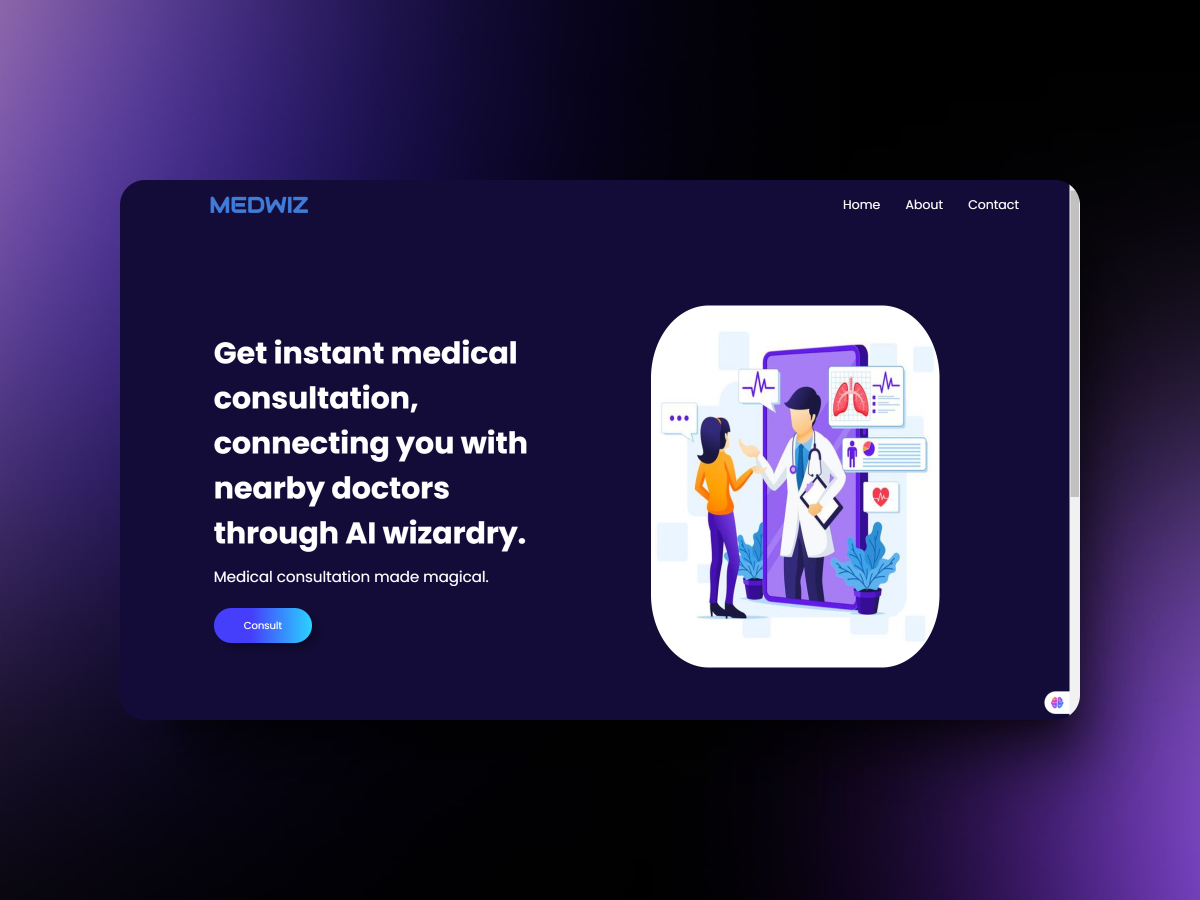 MEDWIZ
Home About Contact
Get instant medical
consultation,
connecting you with
nearby doctors
through AI wizardry.
Medical consultation made magical.
Consult